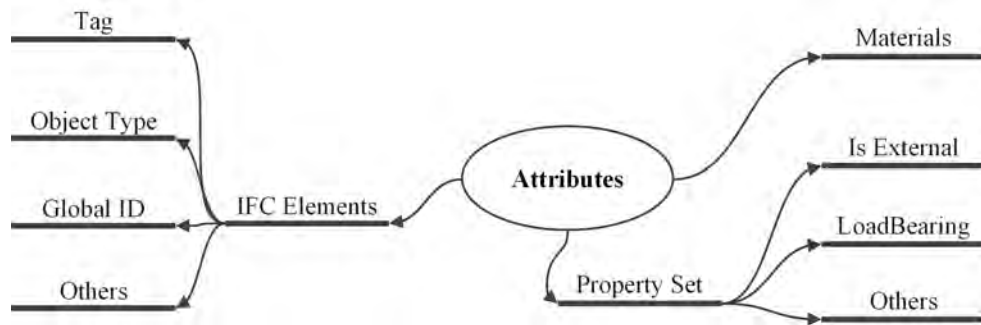 Tag
Materials
Object Type
Is External
Attributes
Global ID
IFC Elements
LoadBearing
Property Set
Others
Others